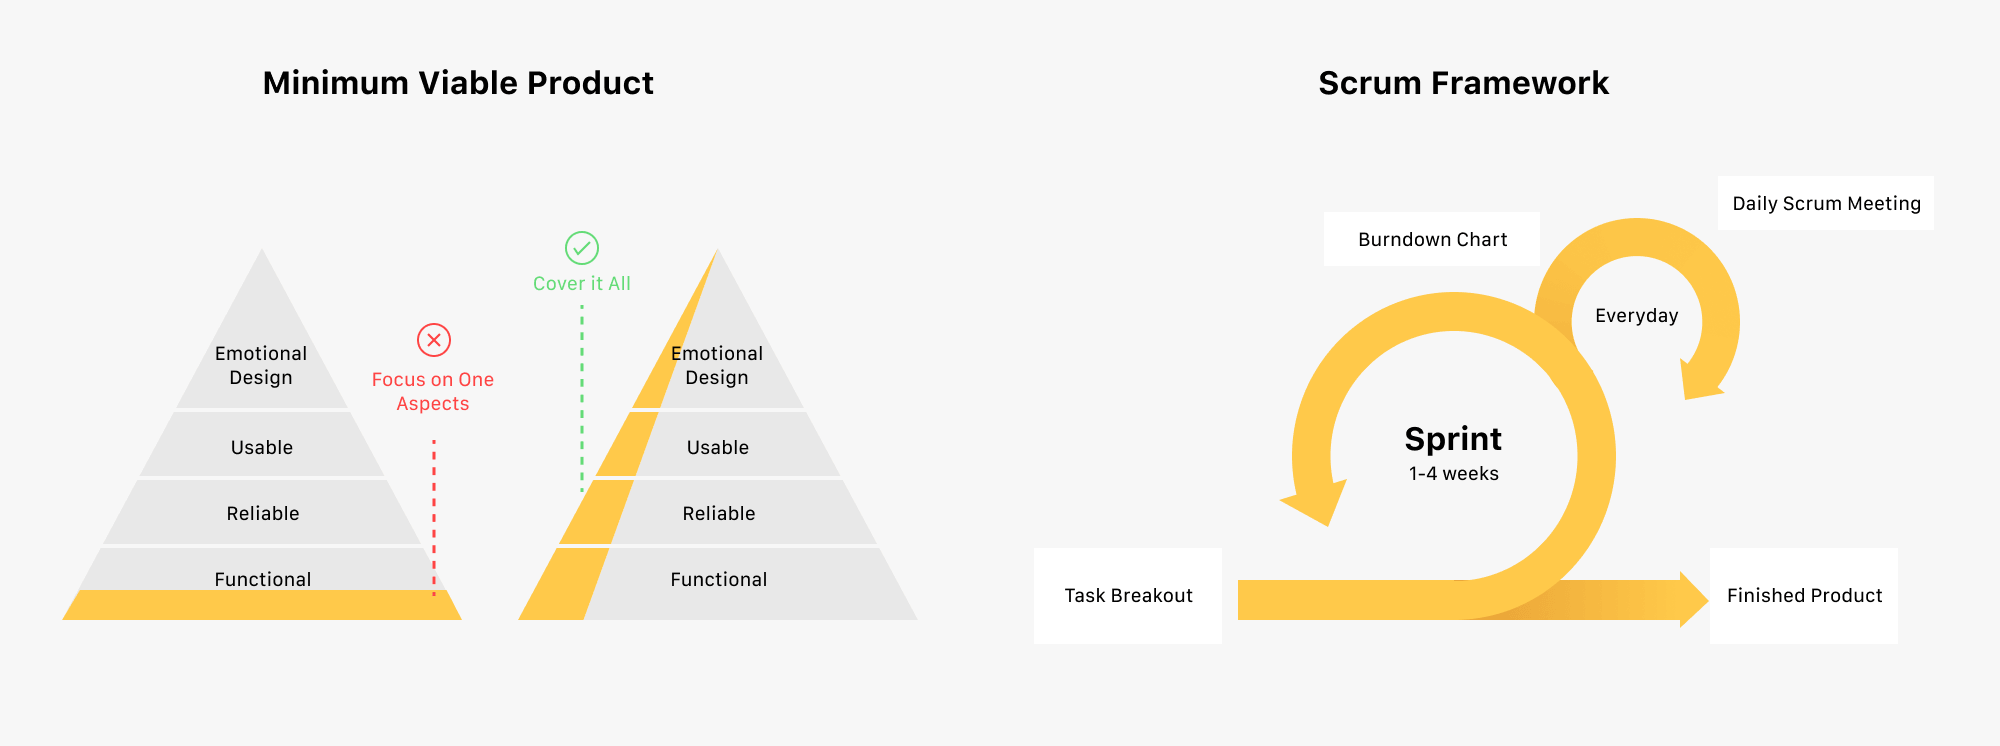 Minimum Viable Product
Emotional
Design
Usable
Reliable
Functional
Focus on One
Aspects
Cover it All
Emotional
Design
Usable
Reliable
Functional
Scrum Framework
Daily Scrum Meeting
Burndown Chart
Everyday
Sprint
1-4 weeks
Task Breakout
Finished Product